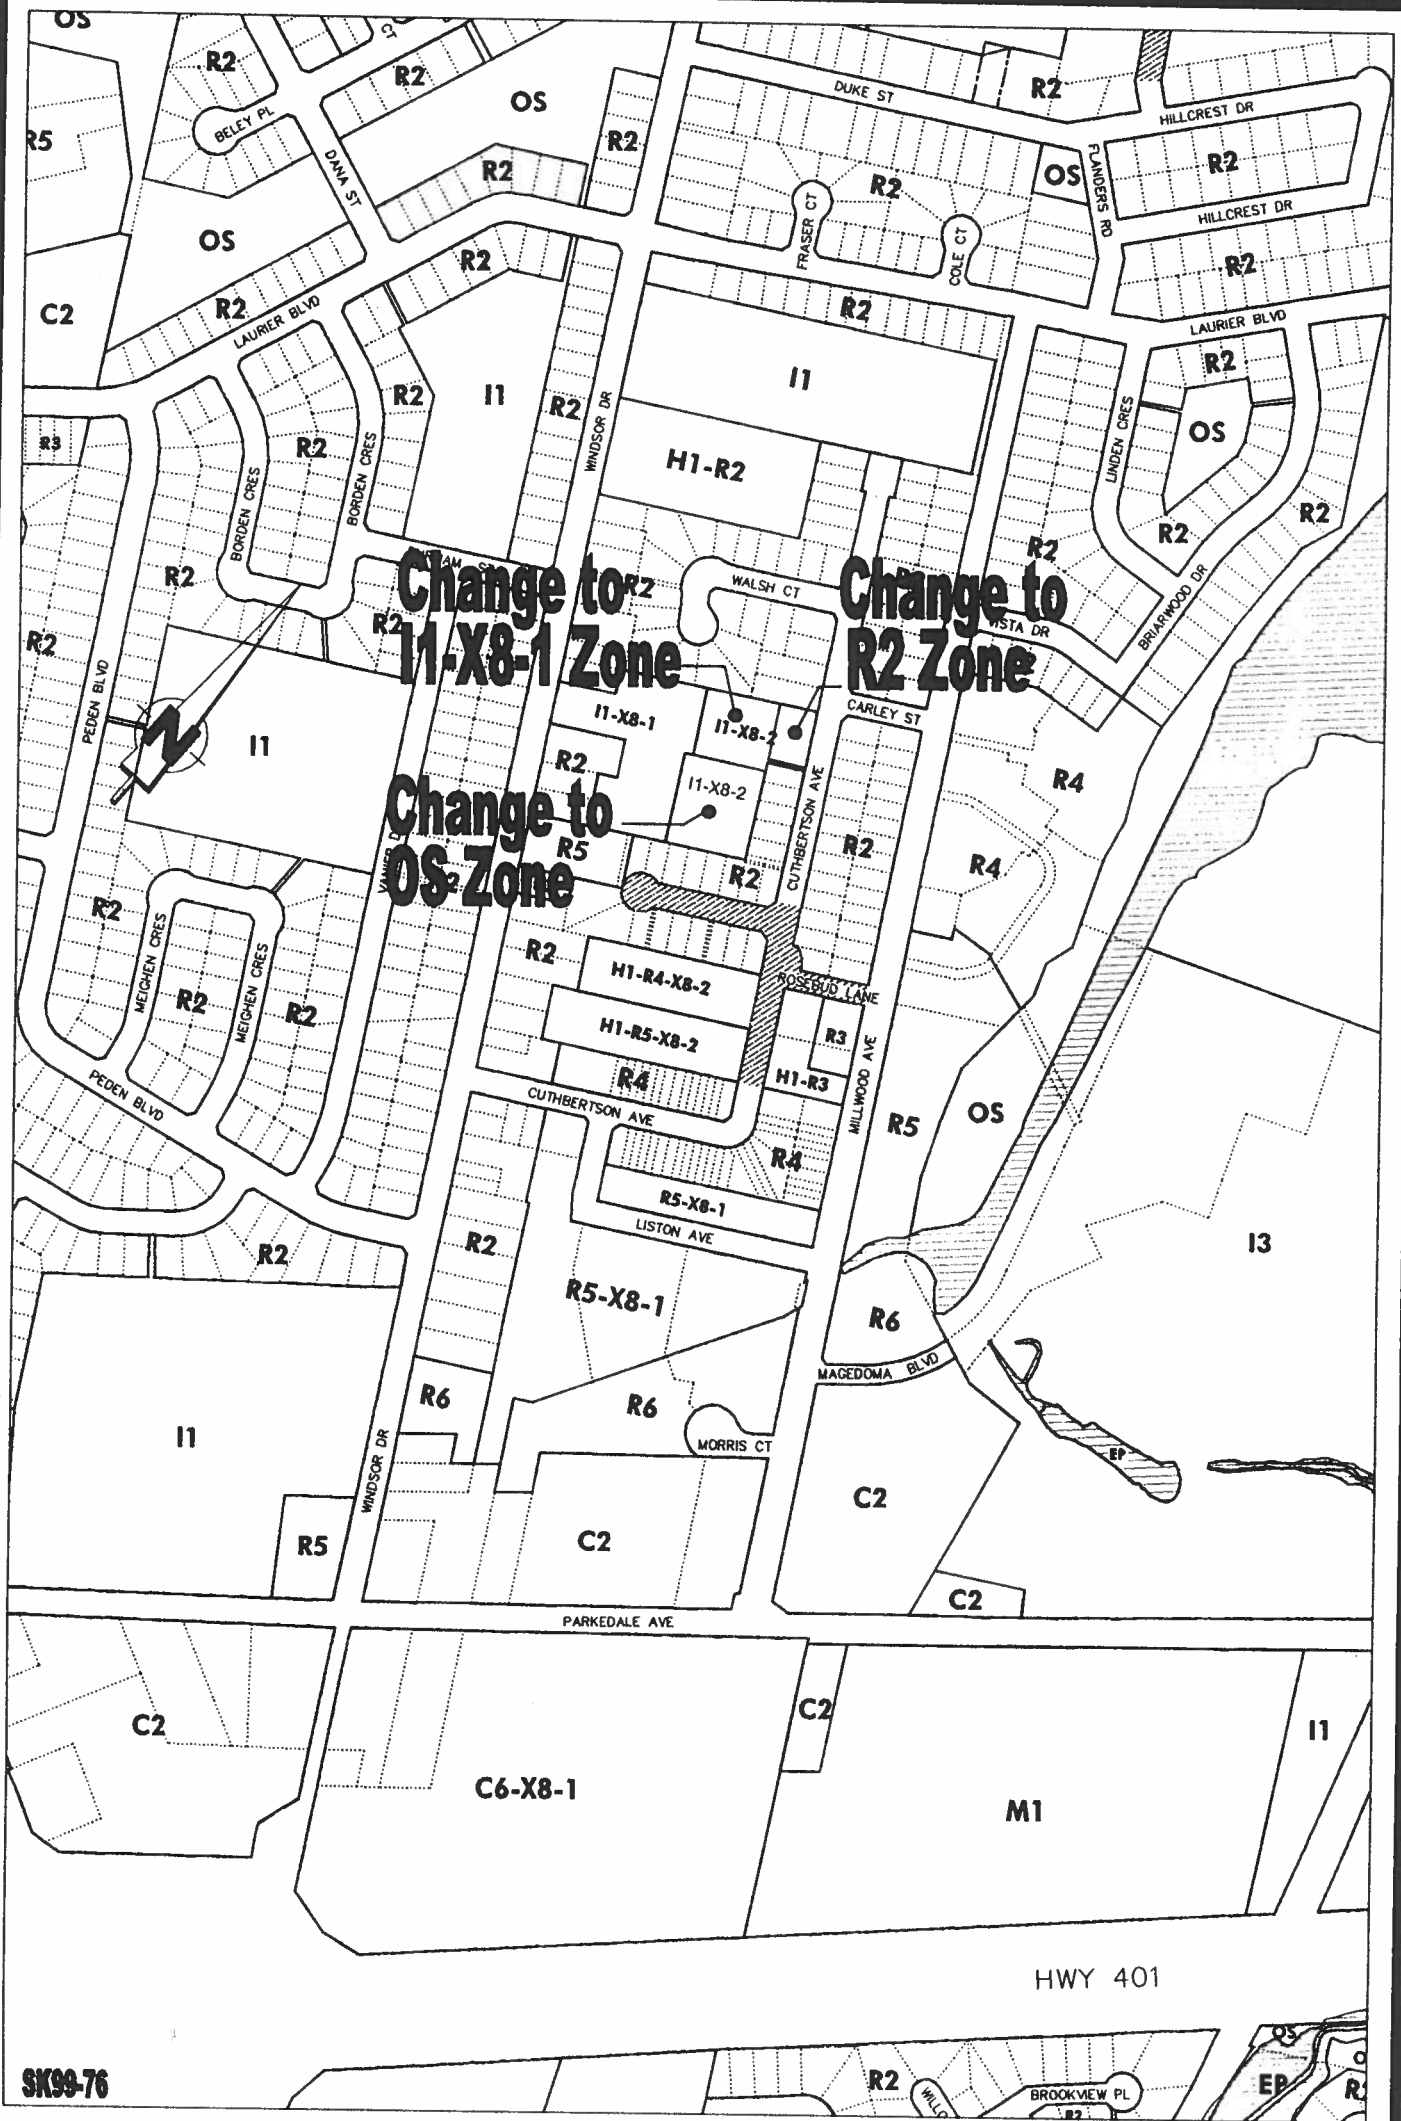 OS
R2
CT
R2
OS
R2
DUKE ST
R2
HILLCREST DR
R5
BELEY PL
DANA ST
R2
R2
OS
FLANDERS RD
R2
HILLCREST DR
OS
R2
FRASER CT
COLE CT
R2
C2
R2
LAURIER BLVD
R2
LAURIER BLVD
R2
I1
I1
R2
R2
WINDSOR DR
R3
R2
BORDEN CRES
BORDEN CRES
H1-R2
LINDEN CRES
OS
R2
R2
R2
R2
Change to
I1-X8-1 Zone
R2
WALSH CT
Change to
R2 Zone
VISTA DR
BRIARWOOD DR
R2
R2
PEDEN BLVD
N
I1
I1-X8-1
I1-X8-2
CARLEY ST
R2
I1-X8-2
R4
Change to
OS Zone
R5
R2
CUTHBERTSON AVE
R2
R4
R2
MEIGHEN CRES
R2
MEIGHEN CRES
R2
R2
H1-R4-X8-2
ROSEBUD LANE
H1-R5-X8-2
R3
R4
H1-R3
MILLWOOD AVE
PEDEN BLVD
CUTHBERTSON AVE
R5
OS
R4
R5-X8-1
LISTON AVE
R2
R2
I3
R5-X8-1
R6
MAGEDOMA BLVD
R6
R6
MORRIS CT
I1
WINDSOR DR
EP
C2
R5
C2
C2
PARKEDALE AVE
C2
C2
I1
C6-X8-1
M1
HWY 401
OS
SK99-76
R2
BROOKVIEW PL
EP
R2